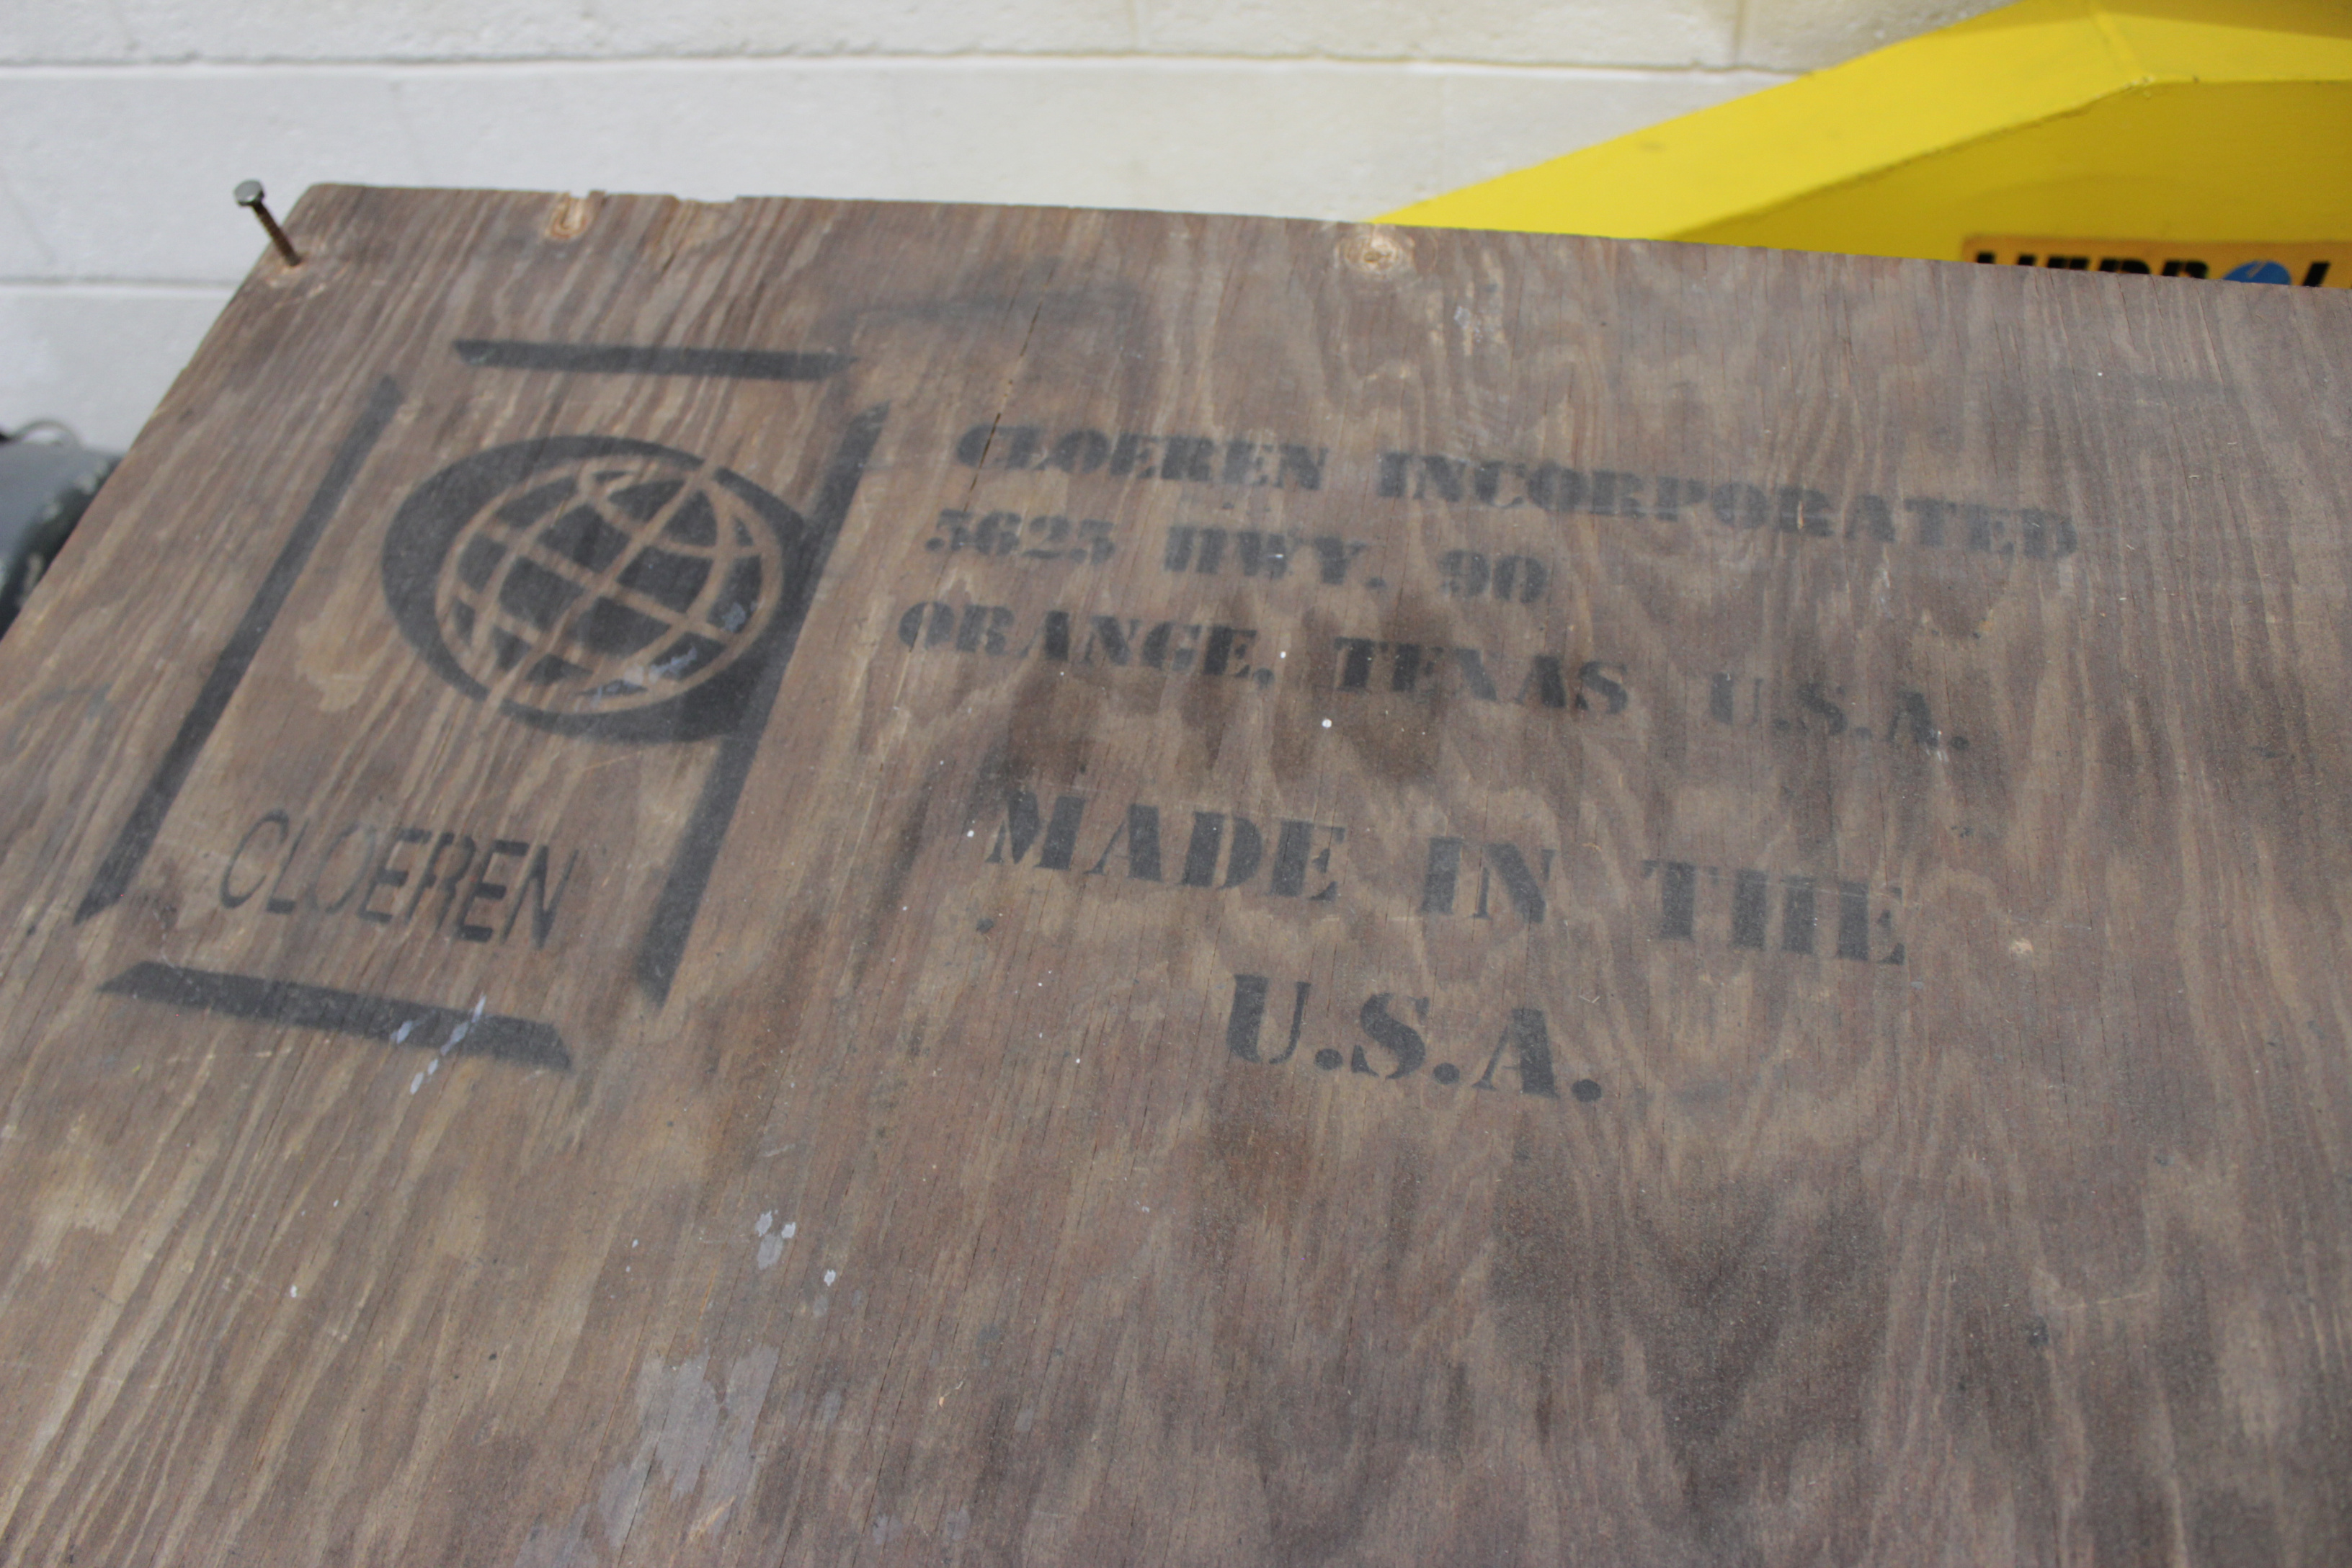 CLOEREN
CLOEREN INCORPORATED
5625 HWY. 90
ORANGE, TEXAS U.S.A.
MADE IN THE
U.S.A.